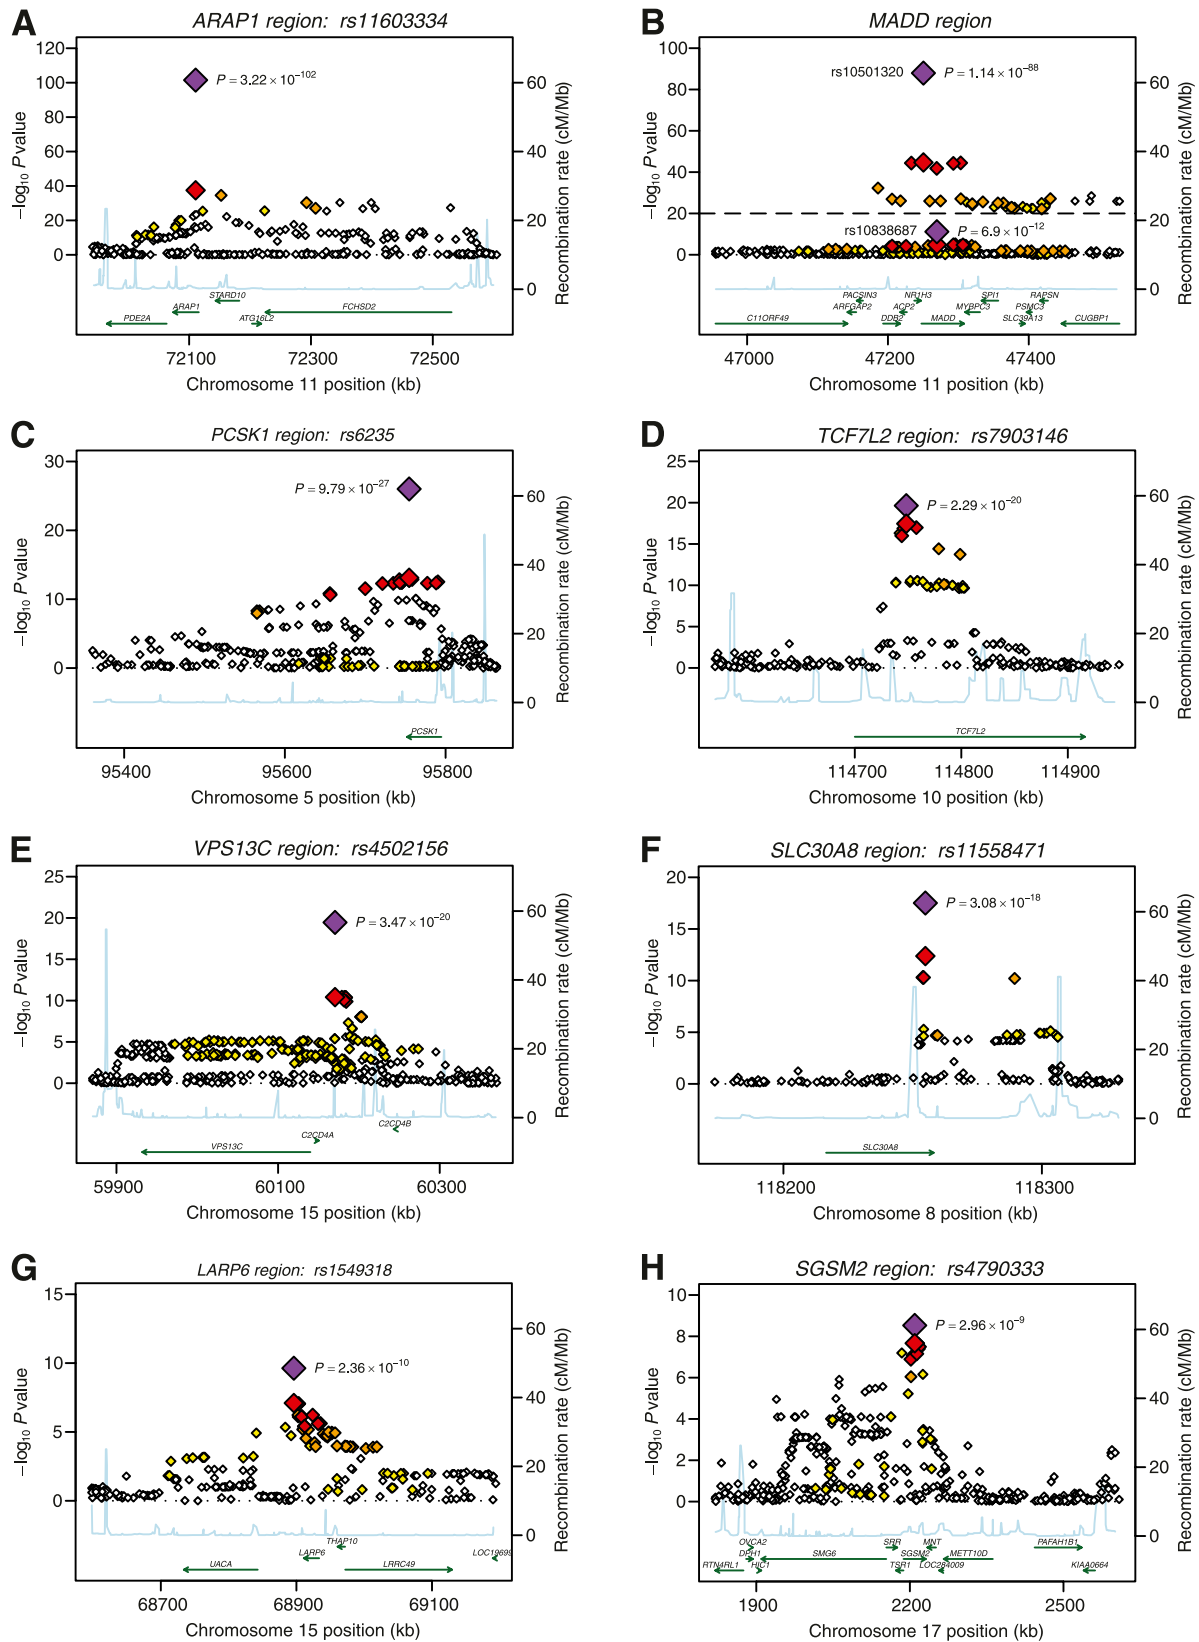 A
ARAP1 region: rs11603334
120
100
80
60
40
20
0
60
40
20
0
−log10 P value
Recombination rate (cM/Mb)
P = 3.22 × 10−102
STARD10
ARAP1
FCHSD2
PDE2A
ATG16L2
72100
72300
72500
Chromosome 11 position (kb)
B
MADD region
100
80
60
40
20
0
60
40
20
0
−log10 P value
Recombination rate (cM/Mb)
rs10501320
P = 1.14 × 10−88
rs10838687
P = 6.9 × 10−12
PACSIN3
NR1H3
SPI1
RAPSN
ARFGAP2
ACP2
MYBPC3
PSMC3
C11ORF49
DDB2
MADD
SLC39A13
CUGBP1
47000
47200
47400
Chromosome 11 position (kb)
C
PCSK1 region: rs6235
30
25
20
15
10
5
0
60
40
20
0
−log10 P value
Recombination rate (cM/Mb)
P = 9.79 × 10−27
PCSK1
95400
95600
95800
Chromosome 5 position (kb)
D
TCF7L2 region: rs7903146
25
20
15
10
5
0
60
40
20
0
−log10 P value
Recombination rate (cM/Mb)
P = 2.29 × 10−20
TCF7L2
114700
114800
114900
Chromosome 10 position (kb)
E
VPS13C region: rs4502156
25
20
15
10
5
0
60
40
20
0
−log10 P value
Recombination rate (cM/Mb)
P = 3.47 × 10−20
C2CD4B
C2CD4A
VPS13C
59900
60100
60300
Chromosome 15 position (kb)
F
SLC30A8 region: rs11558471
20
15
10
5
0
60
40
20
0
−log10 P value
Recombination rate (cM/Mb)
P = 3.08 × 10−18
SLC30A8
118200
118300
Chromosome 8 position (kb)
G
LARP6 region: rs1549318
15
10
5
0
60
40
20
0
−log10 P value
Recombination rate (cM/Mb)
P = 2.36 × 10−10
THAP10
LARP6
LOC19699
UACA
LRRC49
68700
68900
69100
Chromosome 15 position (kb)
H
SGSM2 region: rs4790333
10
8
6
4
2
0
60
40
20
0
−log10 P value
Recombination rate (cM/Mb)
P = 2.96 × 10−9
OVCA2
SRR
MNT
PAFAH1B1
DPH1
SMG6
SGSM2
METT10D
RTN4RL1
HIC1
TSR1
LOC284009
KIAA0664
1900
2200
2500
Chromosome 17 position (kb)